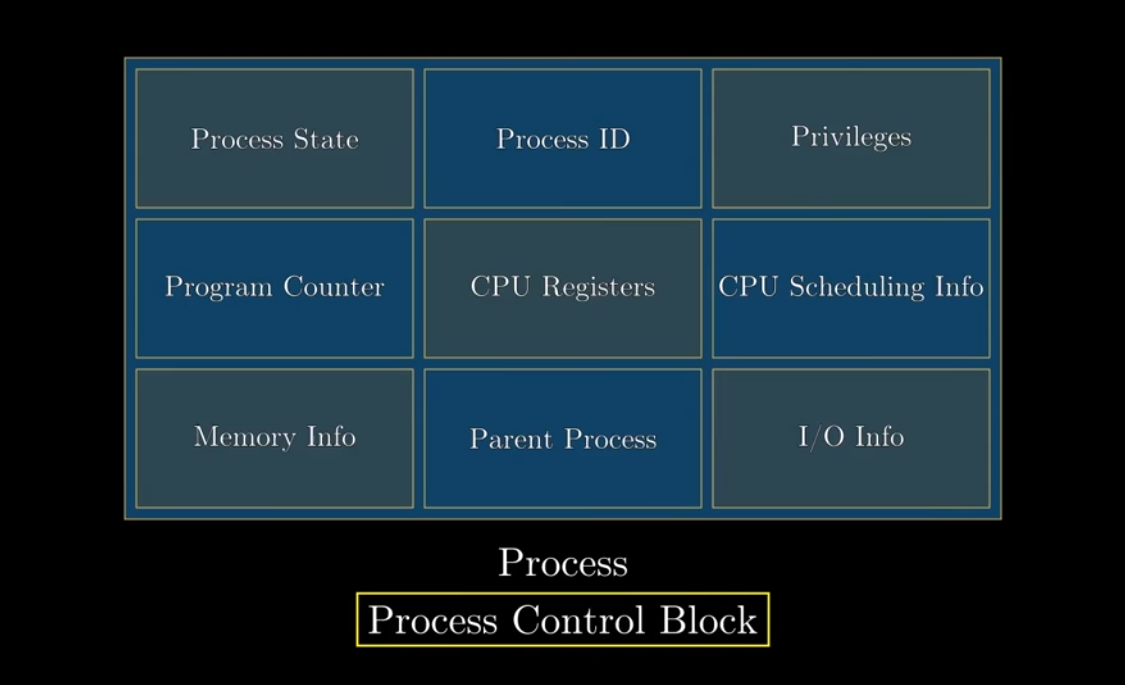 Process State
Process ID
Privileges
Program Counter
CPU Registers
CPU Scheduling Info
Memory Info
Parent Process
I/O Info
Process
Process Control Block